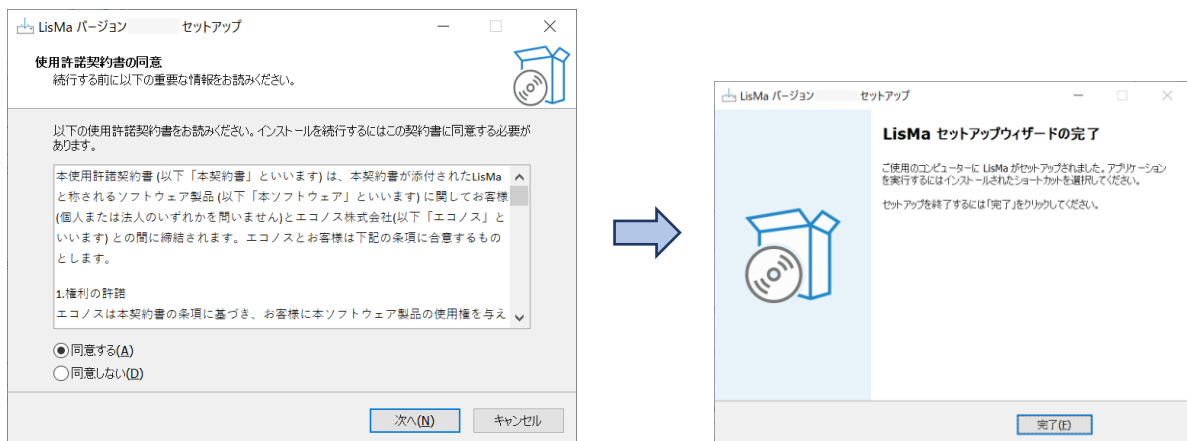 LisMa バージョン セットアップ
使用許諾契約書の同意
続行する前に以下の重要な情報をお読みください。
以下の使用許諾契約書をお読みください。インストールを続行するにはこの契約書に同意する必要が
あります。
本使用許諾契約書 (以下「本契約書」といいます) は、本契約書が添付されたLisMa
と称されるソフトウェア製品 (以下「本ソフトウェア」といいます) に関してお客様
(個人または法人のいずれかを問いません)とエコノス株式会社(以下「エコノス」と
いいます) との間に締結されます。エコノスとお客様は下記の条項に合意するもの
とします。
1.権利の許諾
エコノスは本契約書の条項に基づき、お客様に本ソフトウェア製品の使用権を与え
同意する(A)
同意しない(D)
次へ(N)
キャンセル
LisMa バージョン セットアップ
LisMa セットアップウィザードの完了
ご使用のコンピューターに LisMa がセットアップされました。アプリケーション
を実行するにはインストールされたショートカットを選択してください。
セットアップを終了するには「完了」をクリックしてください。
完了(F)